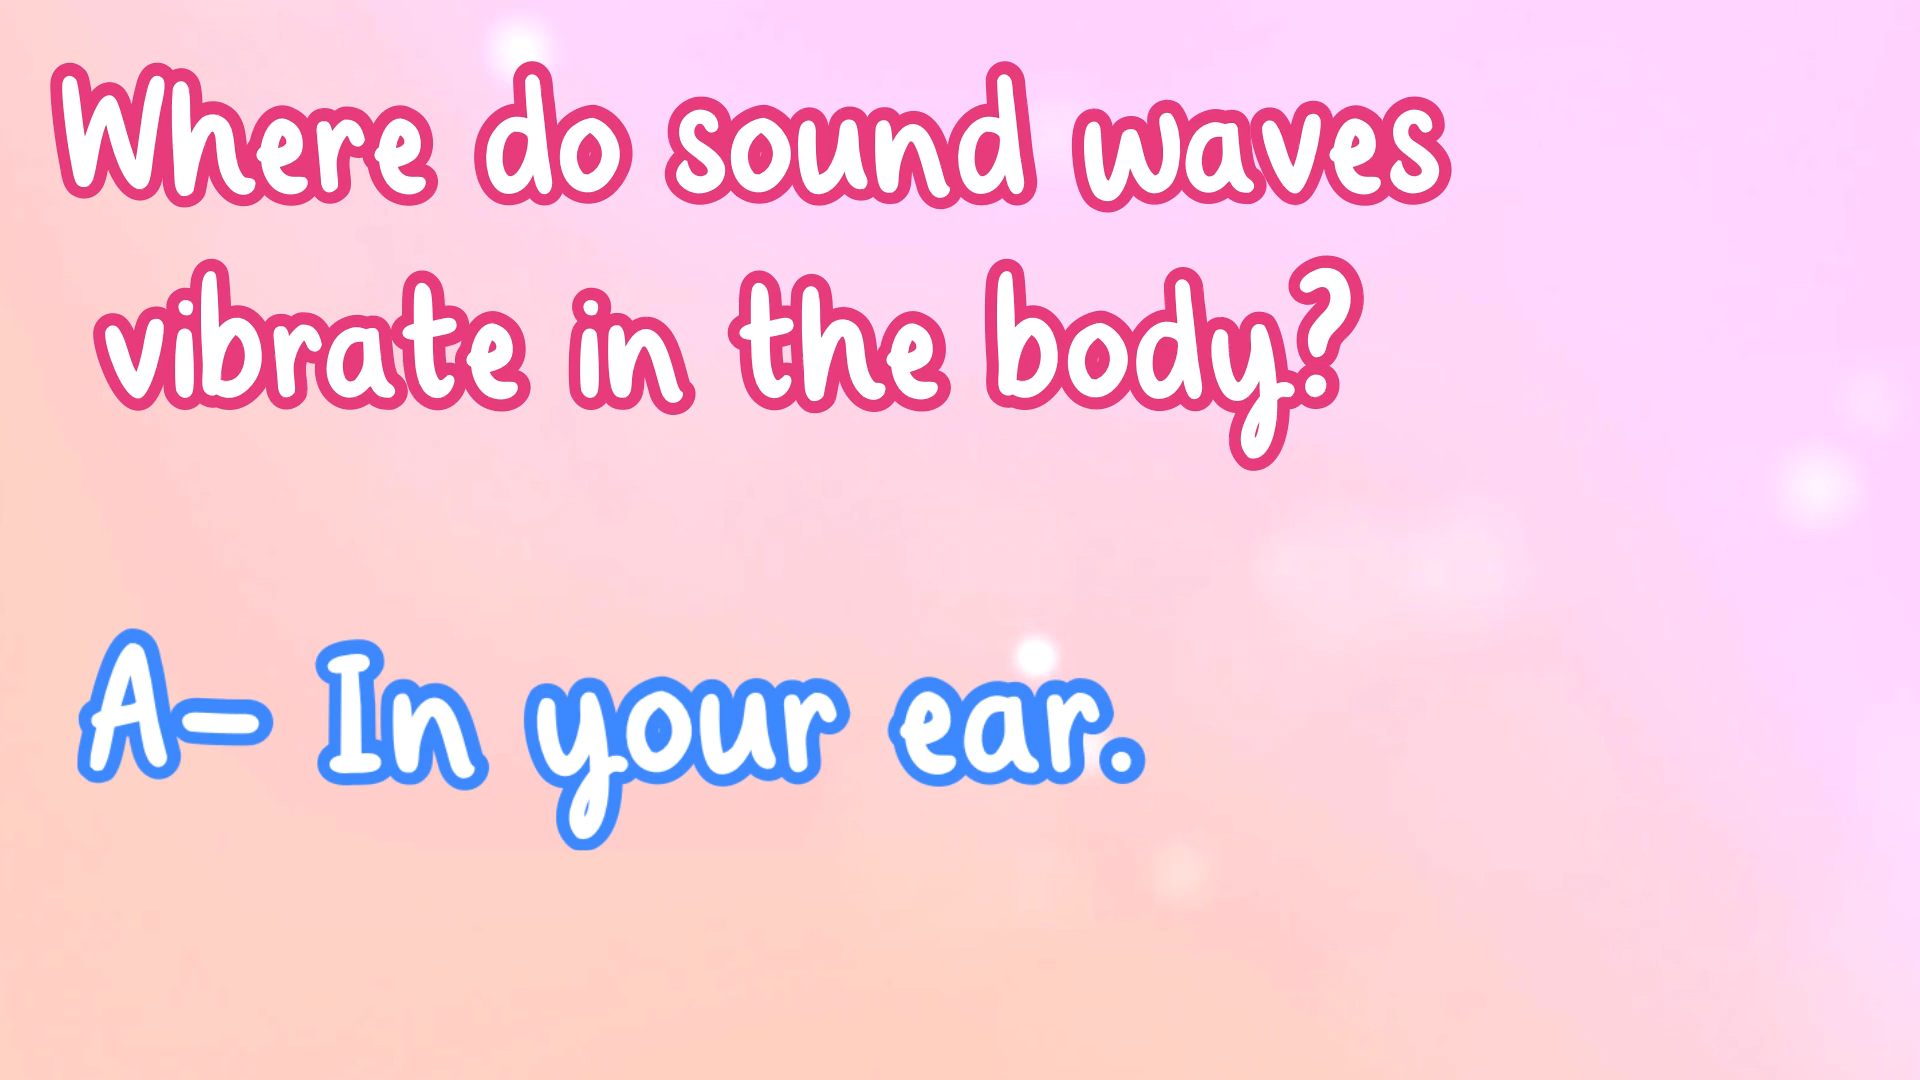 Where do sound waves
vibrate in the body?
A- In your ear.